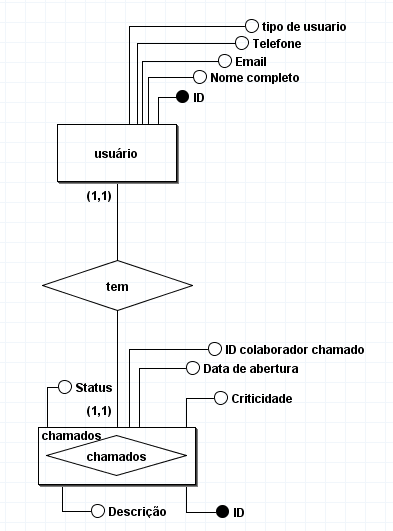 tipo de usuario
Telefone
Email
Nome completo
ID
usuário
(1,1)
tem
ID colaborador chamado
Data de abertura
Status
Criticidade
(1,1)
chamados
chamados
Descrição
ID